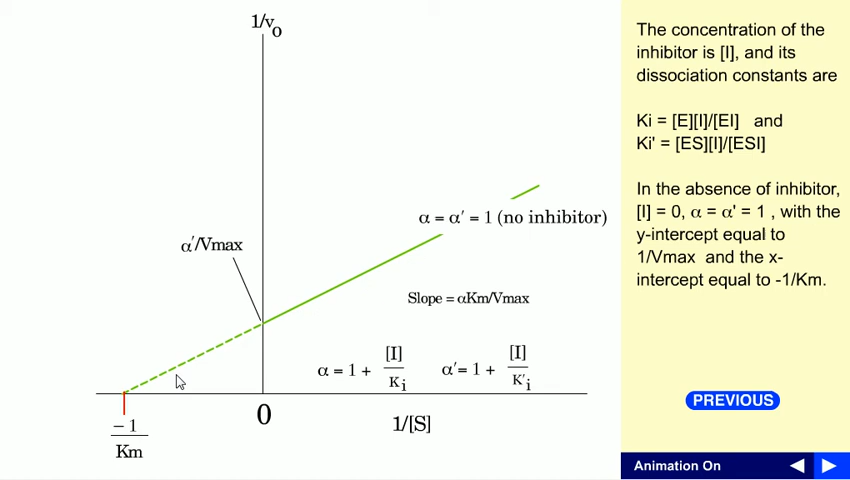 1/v₀
The concentration of the
inhibitor is [I], and its
dissociation constants are
Ki = [E][I]/[EI] and
Ki' = [ES][I]/[ESI]
In the absence of inhibitor,
[I] = 0, α = α' = 1 , with the
y-intercept equal to
1/Vmax and the x-
intercept equal to -1/Km.
α = α′ = 1 (no inhibitor)
α′/Vmax
Slope = αKm/Vmax
α = 1 + [I]/Ki
α′= 1 + [I]/K′i
0
1/[S]
−1/Km
PREVIOUS
Animation On